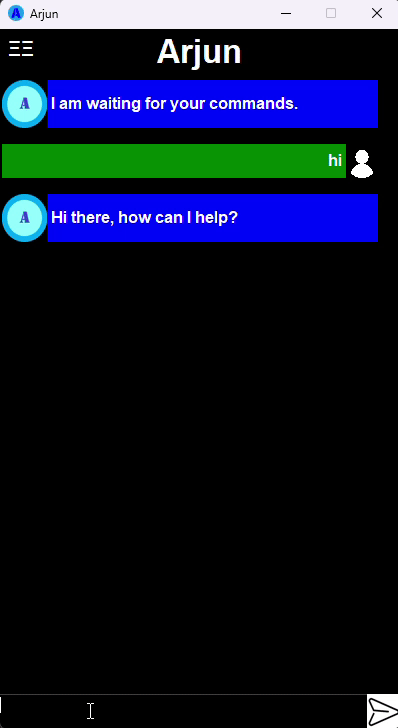 Arjun
Arjun
A I am waiting for your commands.
hi
A Hi there, how can I help?